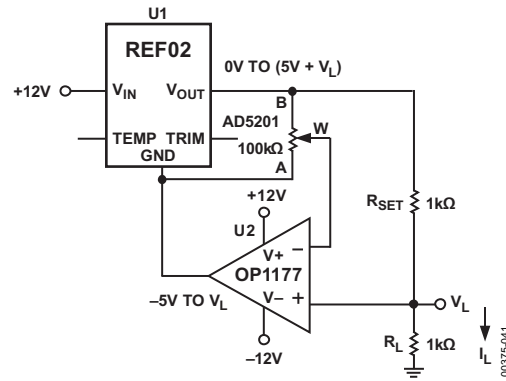 U1
REF02
0V TO (5V + VL)
+12V
VIN
VOUT
B
AD5201
W
TEMP
TRIM
100kΩ
GND
A
+12V
RSET
1kΩ
U2
V+
−
OP1177
–5V TO VL
V−
+
VL
–12V
RL
1kΩ
IL
00375-041